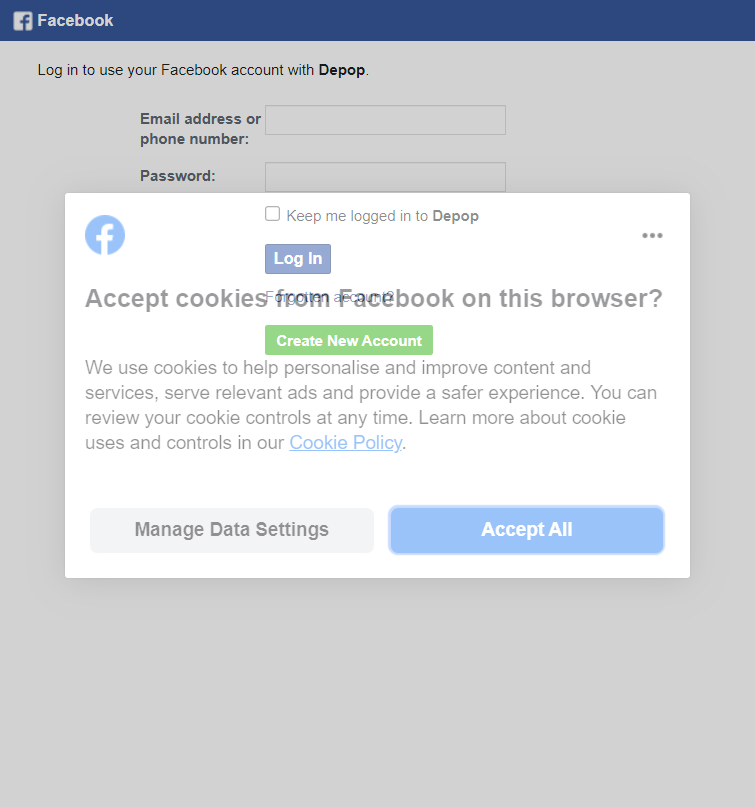 Facebook
Log in to use your Facebook account with Depop.
Email address or
phone number:
Password:
Keep me logged in to Depop
Log In
Forgotten account?
Accept cookies from Facebook on this browser?
Create New Account
We use cookies to help personalise and improve content and
services, serve relevant ads and provide a safer experience. You can
review your cookie controls at any time. Learn more about cookie
uses and controls in our Cookie Policy.
Manage Data Settings
Accept All